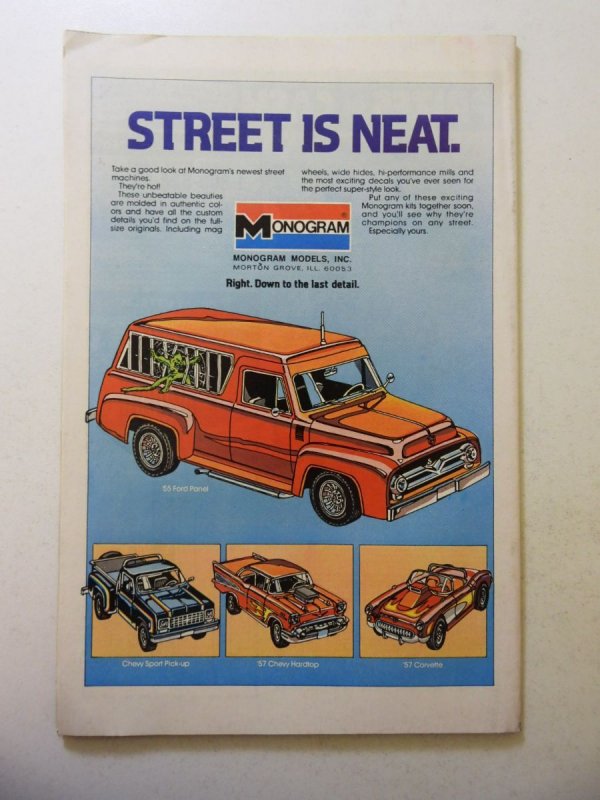 STREET IS NEAT.
Take a good look at Monogram's newest street
machines.
They're hot!
These unbeatable beauties
are molded in authentic col-
ors and have all the custom
details you'd find on the full-
size originals. Including mag
wheels, wide hides, hi-performance mills and
the most exciting decals you've ever seen for
the perfect super-style look.
Put any of these exciting
Monogram kits together soon,
and you'll see why they're
champions on any street.
Especially yours.
MONOGRAM®
MONOGRAM MODELS, INC.
MORTON GROVE, ILL. 60053
Right. Down to the last detail.
'55 Ford Panel
Chevy Sport Pick-up
'57 Chevy Hardtop
'57 Corvette